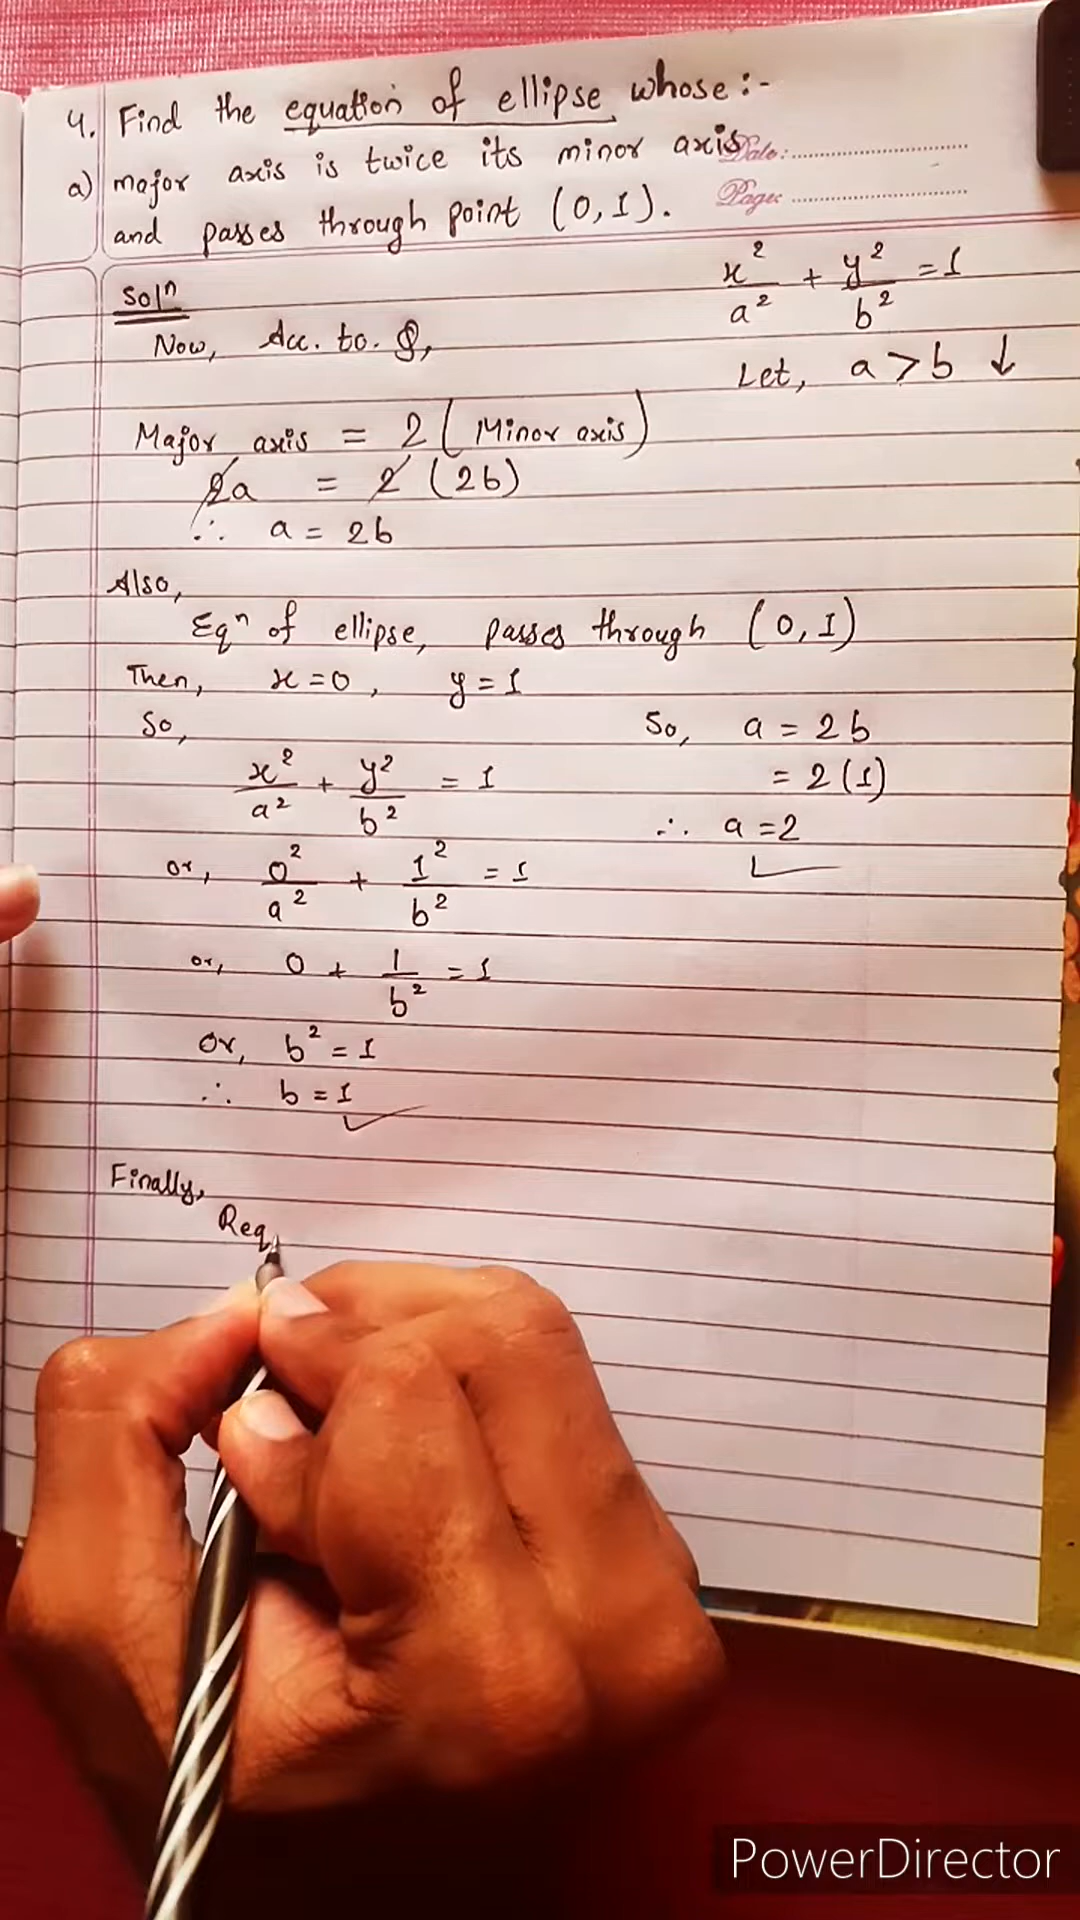 4. Find the equation of ellipse whose:-
a) major axis is twice its minor axis
and passes through point (0,1).
Date:
Page:
Solⁿ
x²/a² + y²/b² = 1
Now, Acc. to. Q,
Let, a > b ↓
Major axis = 2 (Minor axis)
2a = 2 (2b)
∴ a = 2b
Also,
Eqⁿ of ellipse, passes through (0,1)
Then, x=0, y=1
So,
x²/a² + y²/b² = 1
or, 0²/a² + 1²/b² = 1
or, 0 + 1/b² = 1
or, b² = 1
∴ b = 1
So, a = 2b
= 2(1)
∴ a = 2
Finally,
Req
PowerDirector